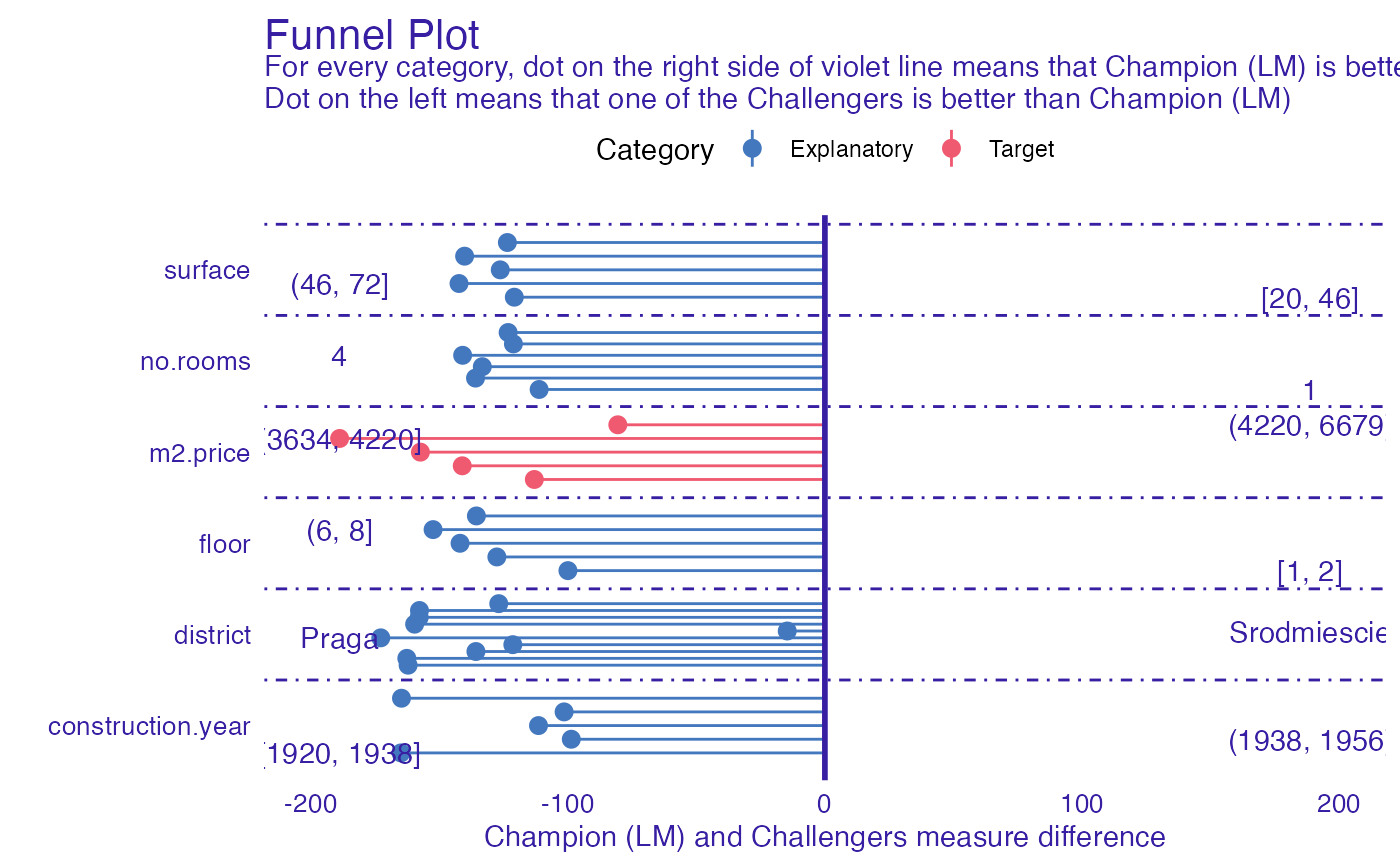 Funnel Plot
For every category, dot on the right side of violet line means that Champion (LM) is bette
Dot on the left means that one of the Challengers is better than Champion (LM)
Category Explanatory Target
surface
(46, 72]
[20, 46]
no.rooms
4
1
m2.price
(3634, 4220]
(4220, 6679
floor
(6, 8]
[1, 2]
district
Praga
Srodmiescie
construction.year
[1920, 1938]
(1938, 1956
-200 -100 0 100 200
Champion (LM) and Challengers measure difference